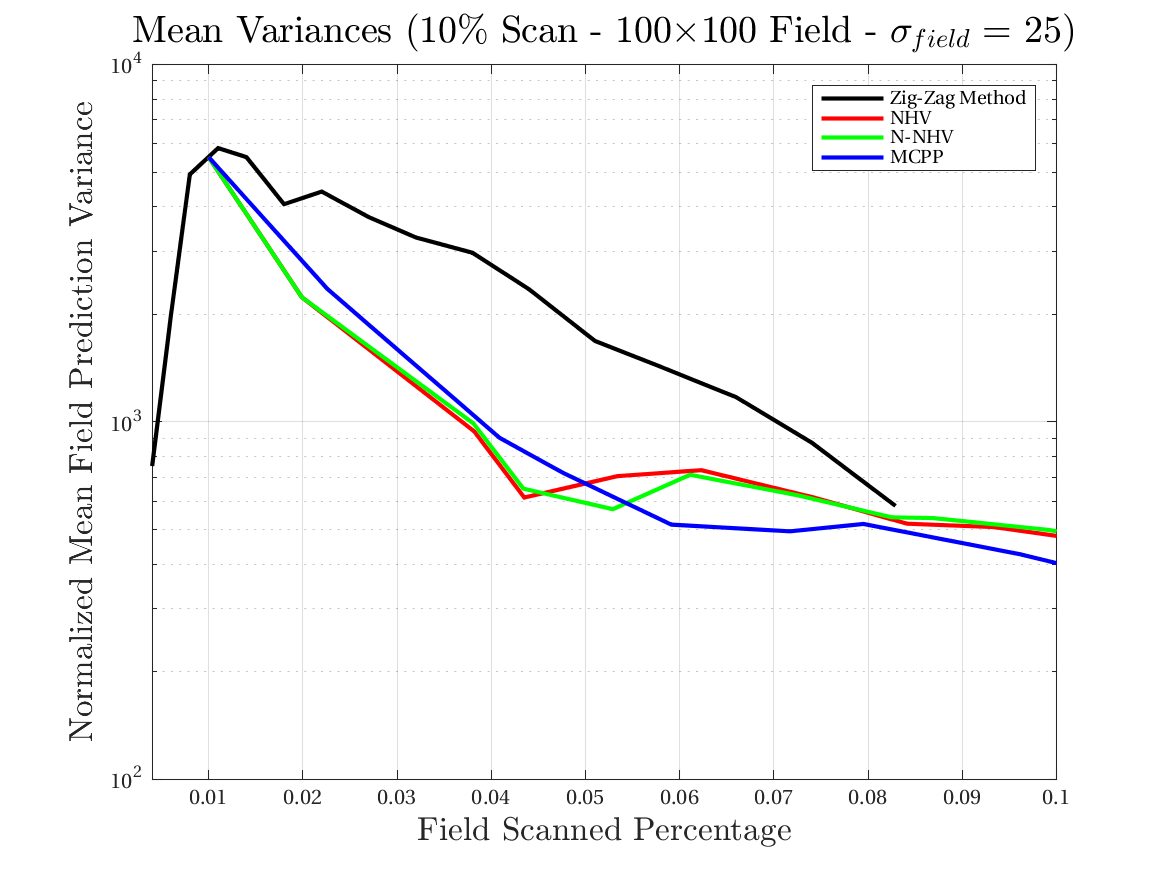 Mean Variances (10% Scan - 100×100 Field - σ_field = 25)
Normalized Mean Field Prediction Variance
10^4
10^3
10^2
Zig-Zag Method
NHV
N-NHV
MCPP
0.01 0.02 0.03 0.04 0.05 0.06 0.07 0.08 0.09 0.1
Field Scanned Percentage